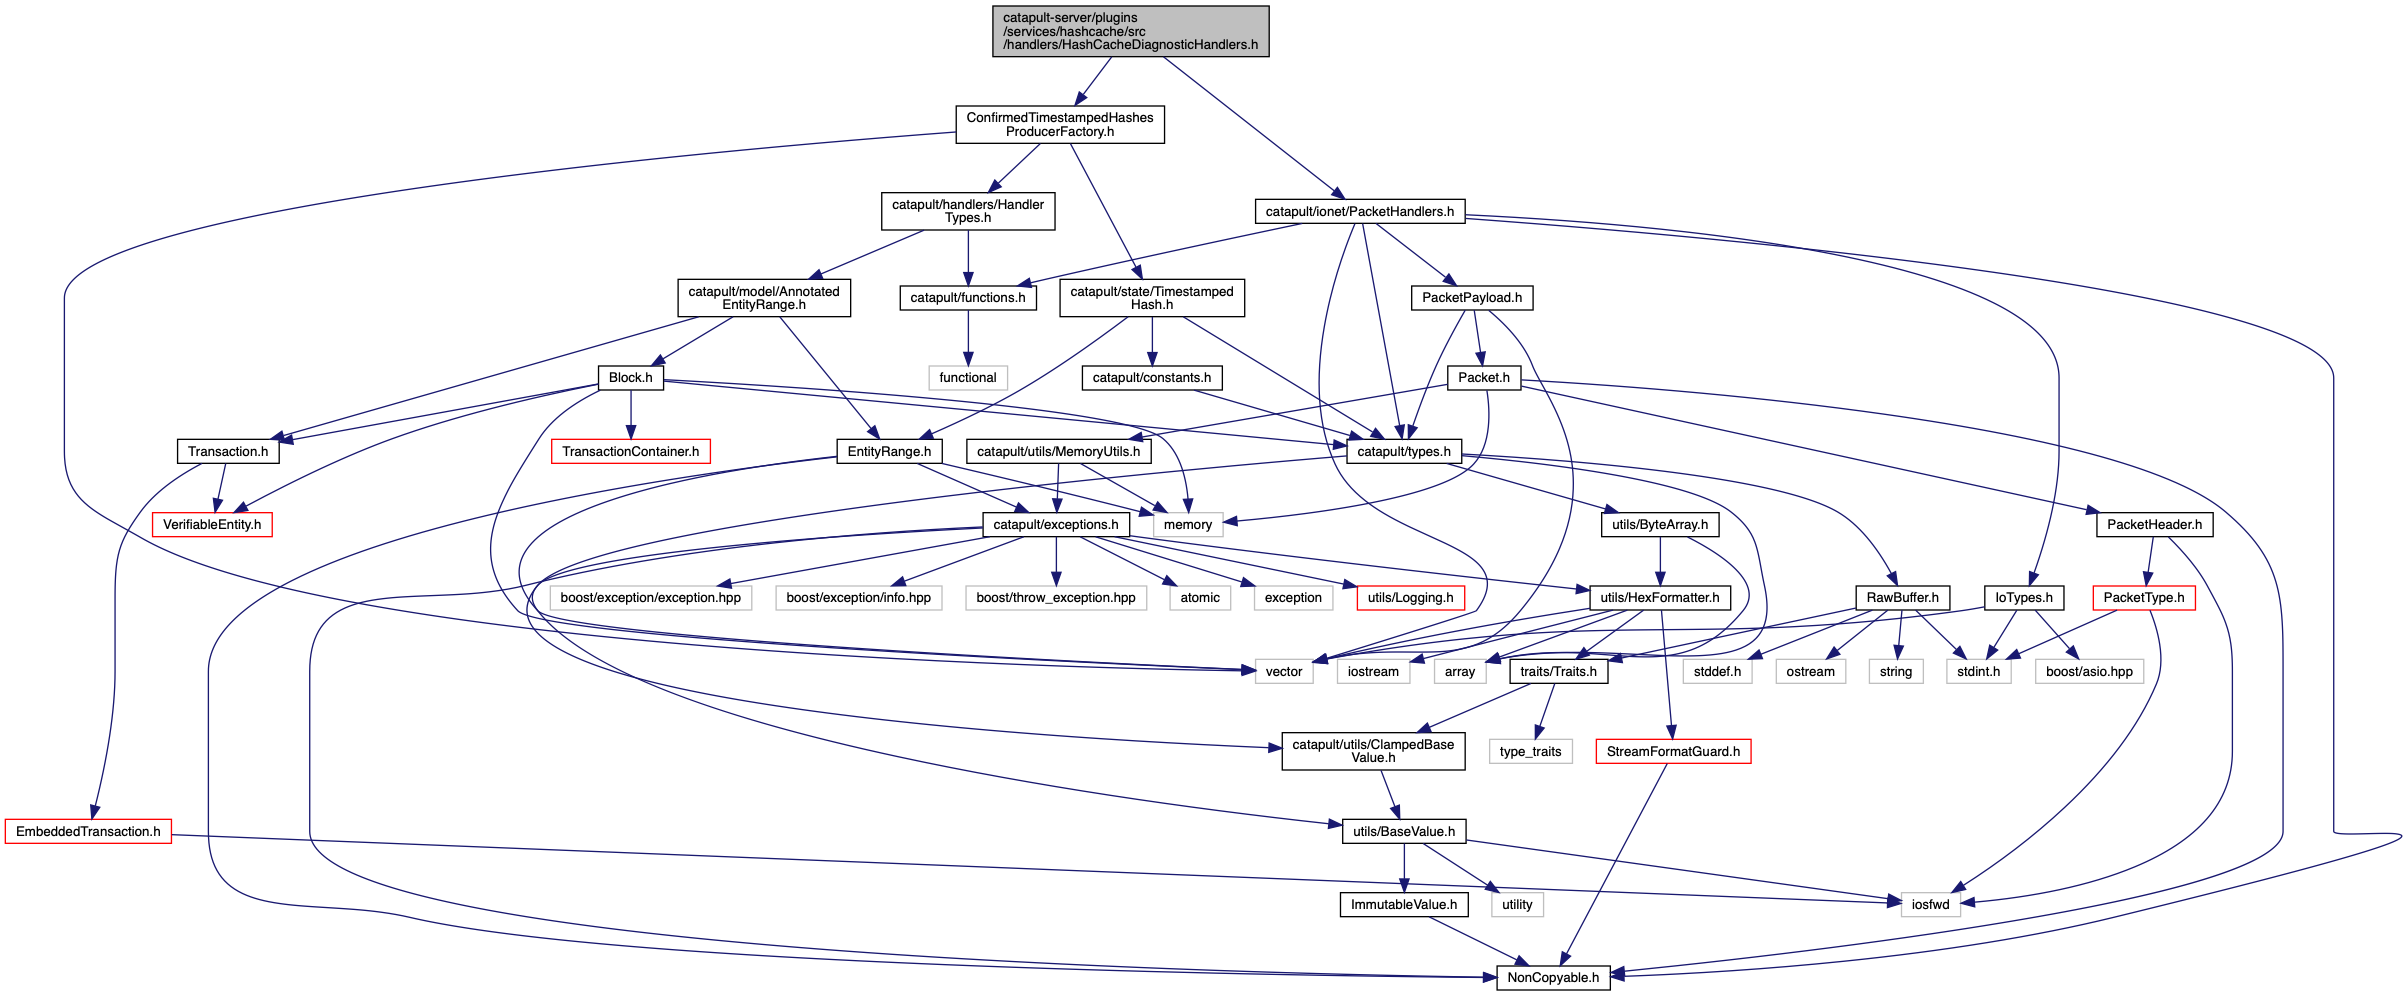 catapult-server/plugins
/services/hashcache/src
/handlers/HashCacheDiagnosticHandlers.h
ConfirmedTimestampedHashes
ProducerFactory.h
catapult/handlers/Handler
Types.h
catapult/ionet/PacketHandlers.h
catapult/model/Annotated
EntityRange.h
catapult/functions.h
catapult/state/Timestamped
Hash.h
PacketPayload.h
Block.h
functional
catapult/constants.h
Packet.h
Transaction.h
TransactionContainer.h
EntityRange.h
catapult/utils/MemoryUtils.h
catapult/types.h
VerifiableEntity.h
catapult/exceptions.h
memory
utils/ByteArray.h
PacketHeader.h
boost/exception/exception.hpp
boost/exception/info.hpp
boost/throw_exception.hpp
atomic
exception
utils/Logging.h
utils/HexFormatter.h
RawBuffer.h
IoTypes.h
PacketType.h
vector
iostream
array
traits/Traits.h
stddef.h
ostream
string
stdint.h
boost/asio.hpp
catapult/utils/ClampedBase
Value.h
type_traits
StreamFormatGuard.h
EmbeddedTransaction.h
utils/BaseValue.h
ImmutableValue.h
utility
iosfwd
NonCopyable.h